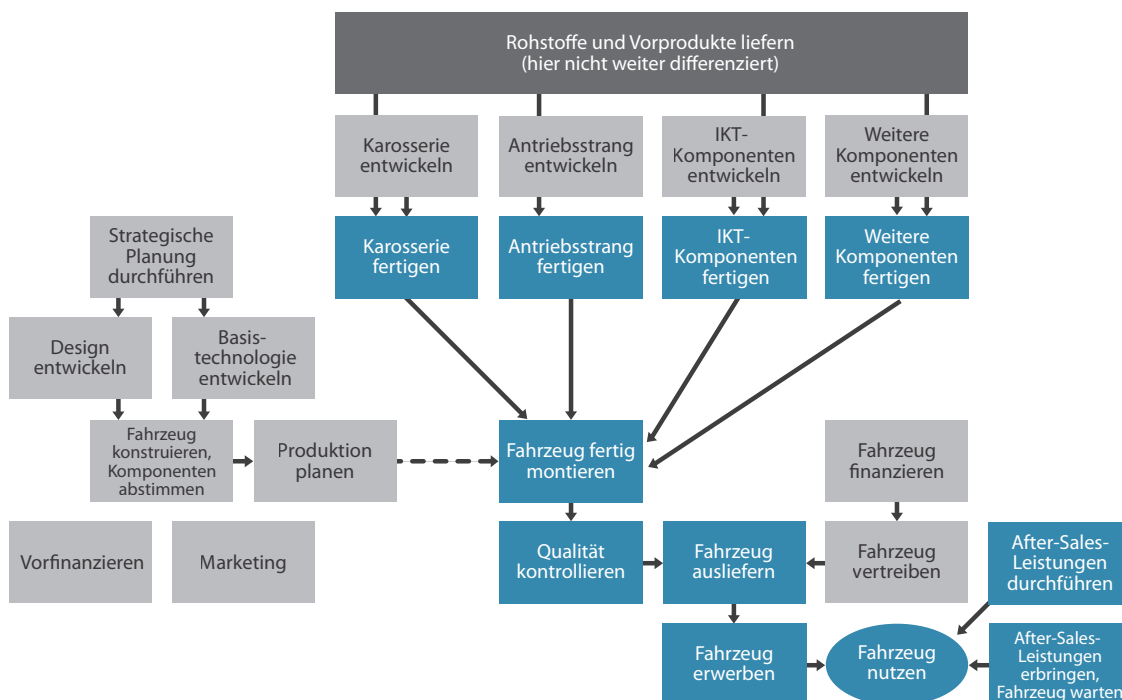 Rohstoffe und Vorprodukte liefern
(hier nicht weiter differenziert)
Karosserie
entwickeln
Antriebsstrang
entwickeln
IKT-
Komponenten
entwickeln
Weitere
Komponenten
entwickeln
Strategische
Planung
durchführen
Karosserie
fertigen
Antriebsstrang
fertigen
IKT-
Komponenten
fertigen
Weitere
Komponenten
fertigen
Design
entwickeln
Basis-
technologie
entwickeln
Fahrzeug
konstruieren,
Komponenten
abstimmen
Produktion
planen
Fahrzeug fertig
montieren
Fahrzeug
finanzieren
Vorfinanzieren
Marketing
Qualität
kontrollieren
Fahrzeug
ausliefern
Fahrzeug
vertreiben
After-Sales-
Leistungen
durchführen
Fahrzeug
erwerben
Fahrzeug
nutzen
After-Sales-
Leistungen
erbringen,
Fahrzeug warten